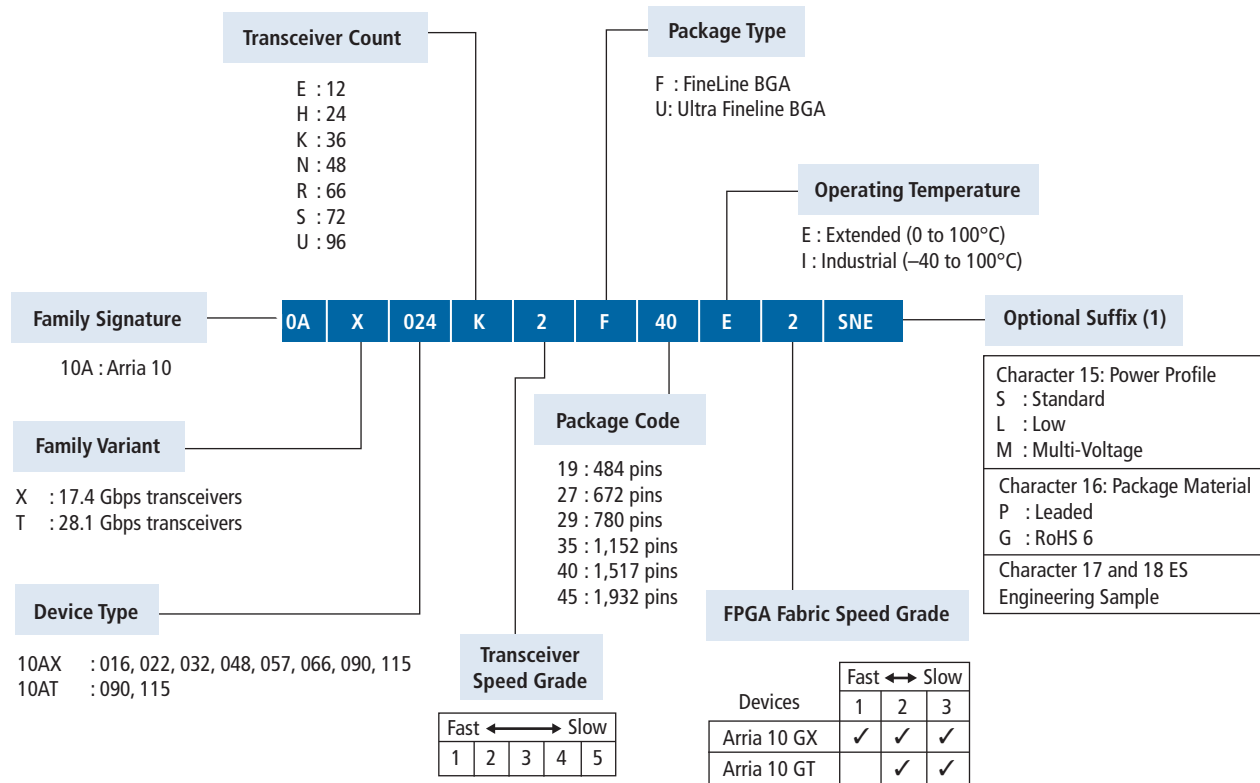 Transceiver Count
E : 12
H : 24
K : 36
N : 48
R : 66
S : 72
U : 96
Package Type
F : FineLine BGA
U: Ultra Fineline BGA
Operating Temperature
E : Extended (0 to 100°C)
I : Industrial (–40 to 100°C)
Family Signature
10A : Arria 10
0A X 024 K 2 F 40 E 2 SNE
Optional Suffix (1)
Character 15: Power Profile
S : Standard
L : Low
M : Multi-Voltage
Character 16: Package Material
P : Leaded
G : RoHS 6
Character 17 and 18 ES
Engineering Sample
Family Variant
X : 17.4 Gbps transceivers
T : 28.1 Gbps transceivers
Package Code
19 : 484 pins
27 : 672 pins
29 : 780 pins
35 : 1,152 pins
40 : 1,517 pins
45 : 1,932 pins
Device Type
10AX : 016, 022, 032, 048, 057, 066, 090, 115
10AT : 090, 115
Transceiver
Speed Grade
Fast ↔ Slow
1 2 3 4 5
FPGA Fabric Speed Grade
Fast ↔ Slow
Devices 1 2 3
Arria 10 GX ✓ ✓ ✓
Arria 10 GT ✓ ✓